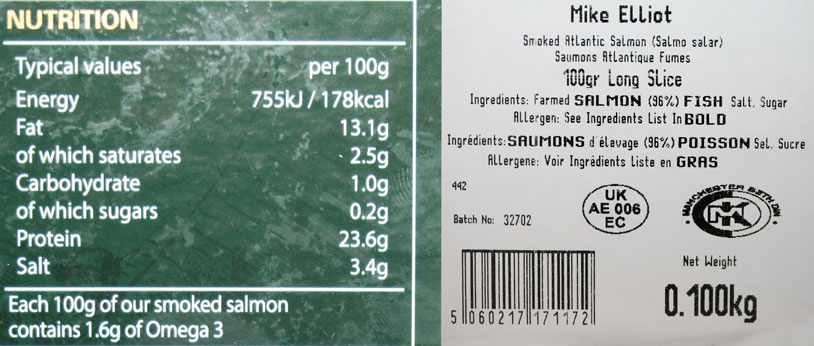 NUTRITION
Typical values per 100g
Energy 755kJ / 178kcal
Fat 13.1g
of which saturates 2.5g
Carbohydrate 1.0g
of which sugars 0.2g
Protein 23.6g
Salt 3.4g
Each 100g of our smoked salmon
contains 1.6g of Omega 3
Mike Elliot
Smoked Atlantic Salmon (Salmo salar)
Saumons Atlantique Fumes
100gr Long Slice
Ingredients: Farmed SALMON (96%) FISH Salt, Sugar
Allergen: See Ingredients List In BOLD
Ingrédients: SAUMONS d'élevage (96%) POISSON Sel, Sucre
Allergene: Voir Ingrédients Liste en GRAS
442
Batch No: 32702
UK
AE 006
EC
MANCHESTER BETH DIN
MK
Net Weight
0.100kg
5 060217 171172